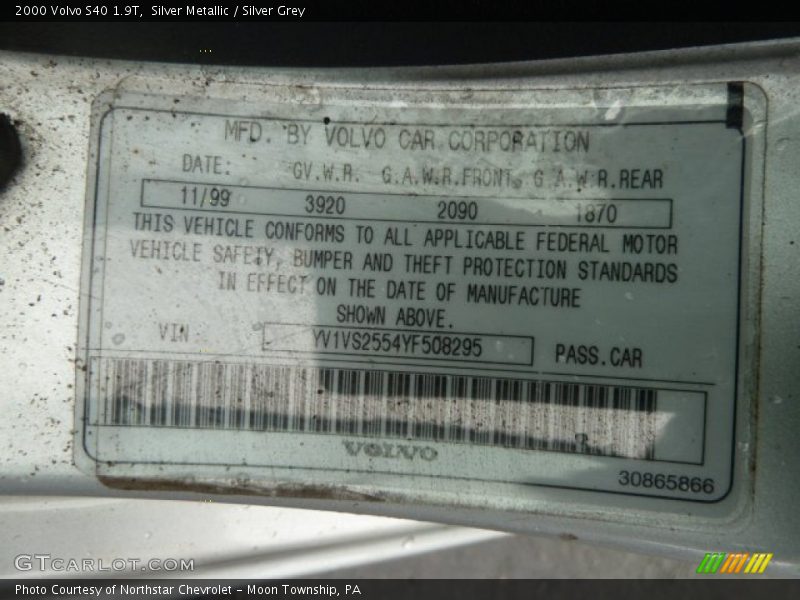 2000 Volvo S40 1.9T,  Silver Metallic / Silver Grey
MFD. BY VOLVO CAR CORPORATION
DATE: GV.W.R. G.A.W.R.FRONT, G.A.W.R.REAR
11/99 3920 2090 1870
THIS VEHICLE CONFORMS TO ALL APPLICABLE FEDERAL MOTOR
VEHICLE SAFETY, BUMPER AND THEFT PROTECTION STANDARDS
IN EFFECT ON THE DATE OF MANUFACTURE
SHOWN ABOVE.
VIN YV1VS2554YF508295 PASS.CAR
VOLVO
30865866
GTCARLOT.COM
Photo Courtesy of Northstar Chevrolet - Moon Township, PA